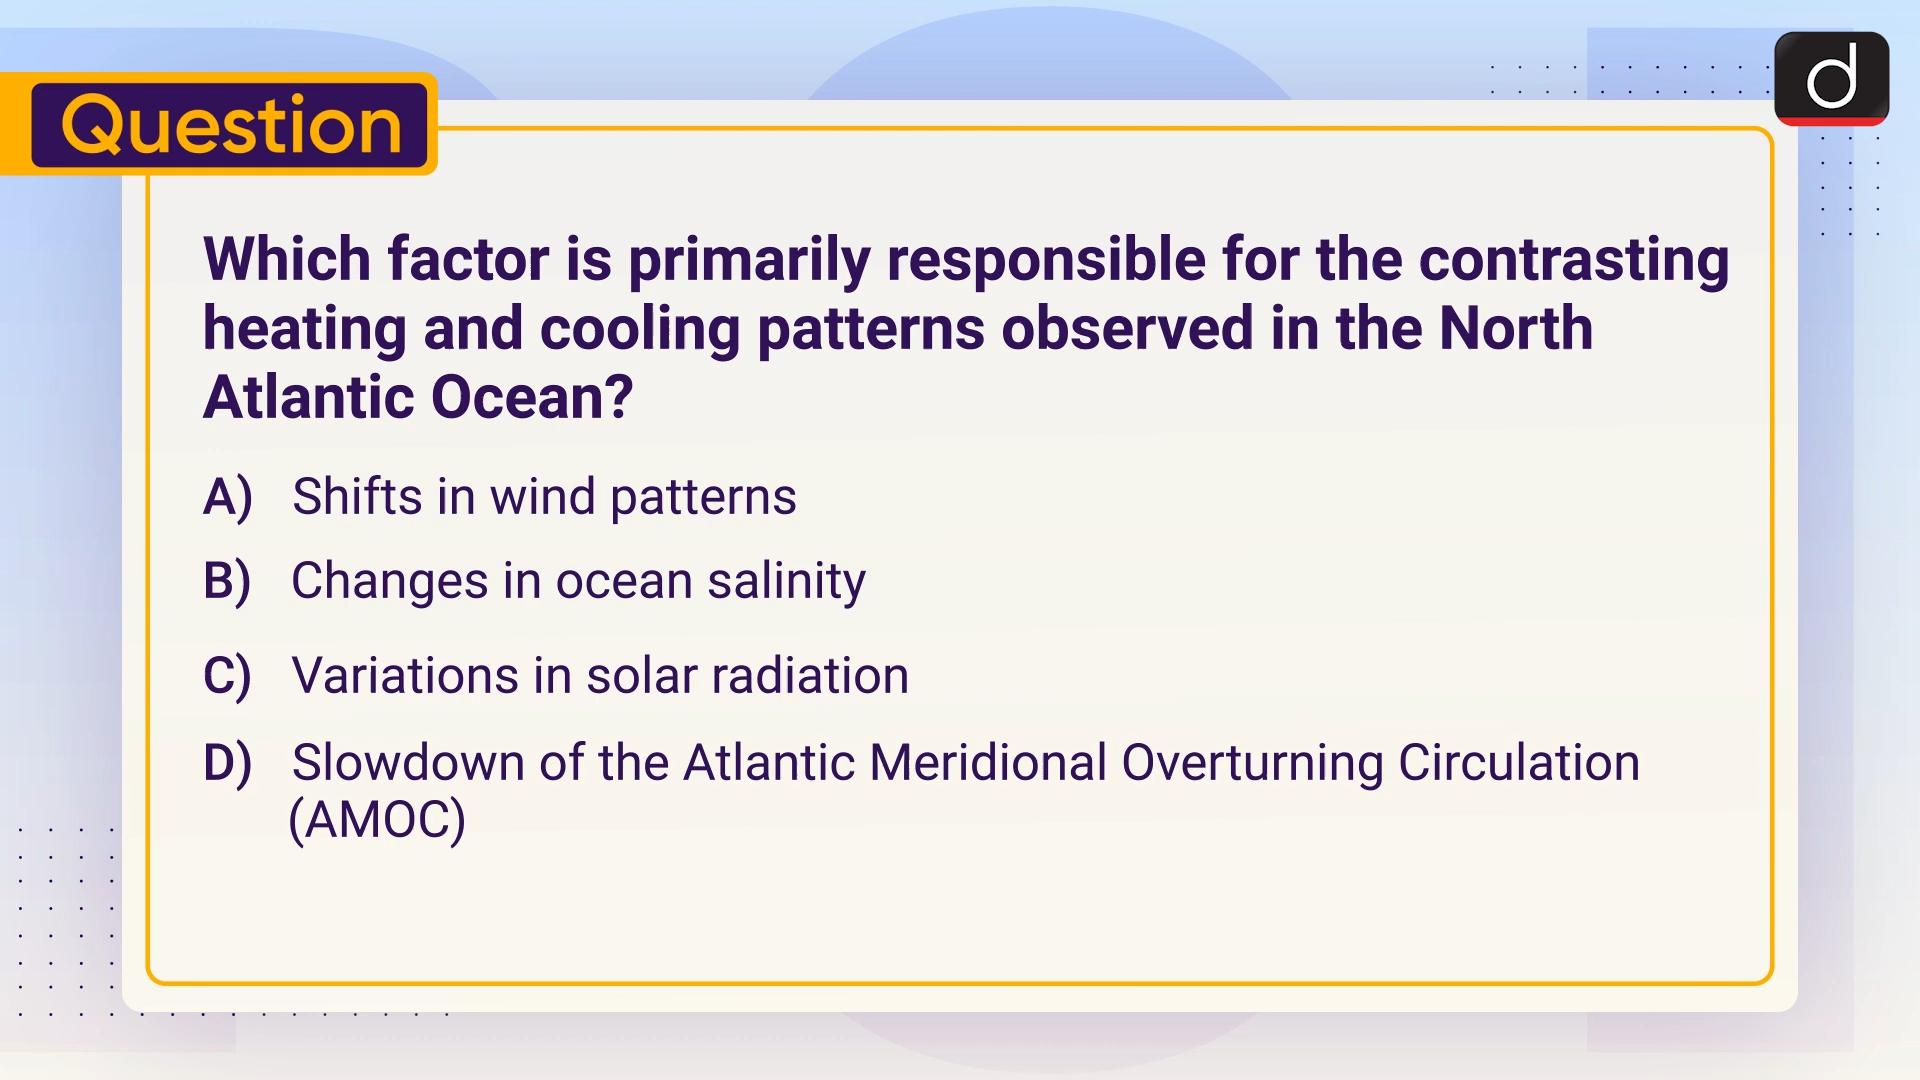 Question
Which factor is primarily responsible for the contrasting
heating and cooling patterns observed in the North
Atlantic Ocean?
A) Shifts in wind patterns
B) Changes in ocean salinity
C) Variations in solar radiation
D) Slowdown of the Atlantic Meridional Overturning Circulation
(AMOC)
d